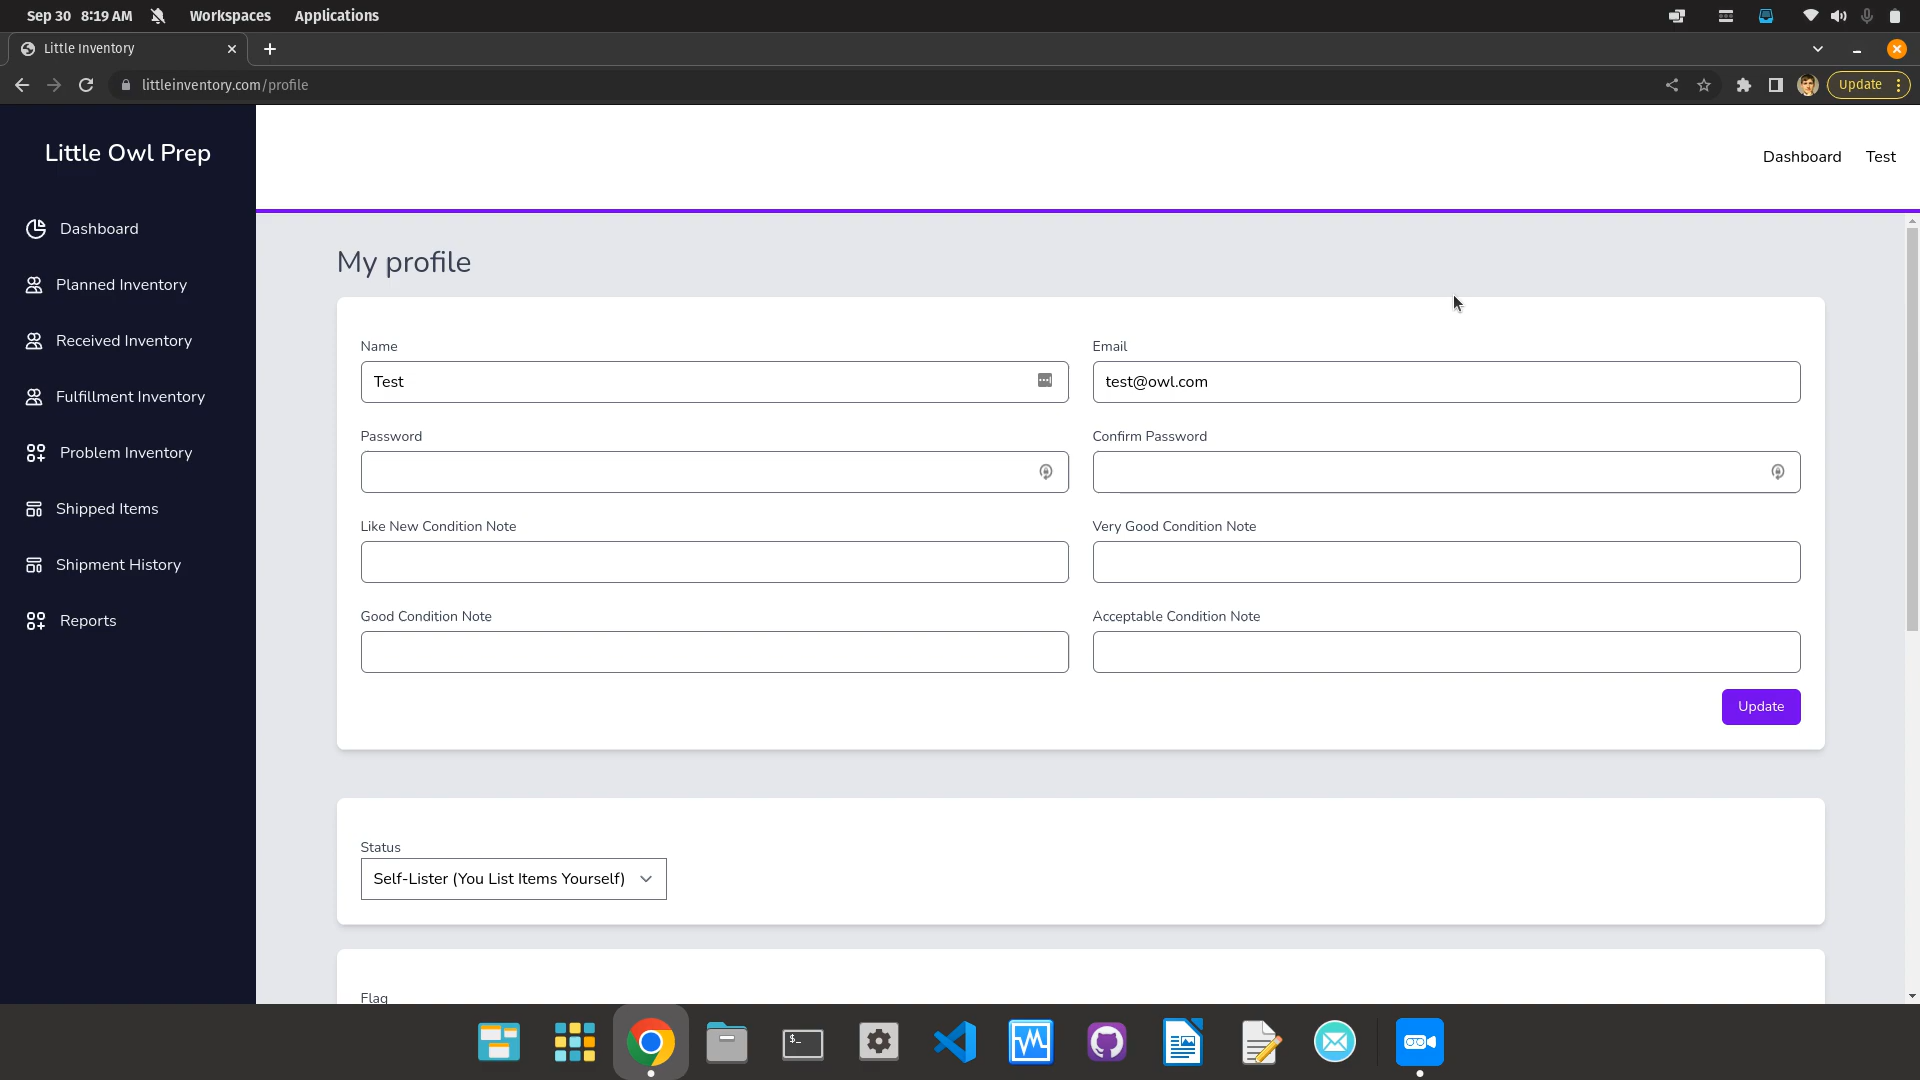 Sep 30 8:19 AM Workspaces Applications
Little Inventory
littleinventory.com/profile
Update
Little Owl Prep
Dashboard Test
Dashboard
Planned Inventory
Received Inventory
Fulfillment Inventory
Problem Inventory
Shipped Items
Shipment History
Reports
My profile
Name Email
Test test@owl.com
Password Confirm Password
Like New Condition Note Very Good Condition Note
Good Condition Note Acceptable Condition Note
Update
Status
Self-Lister (You List Items Yourself)
Flag